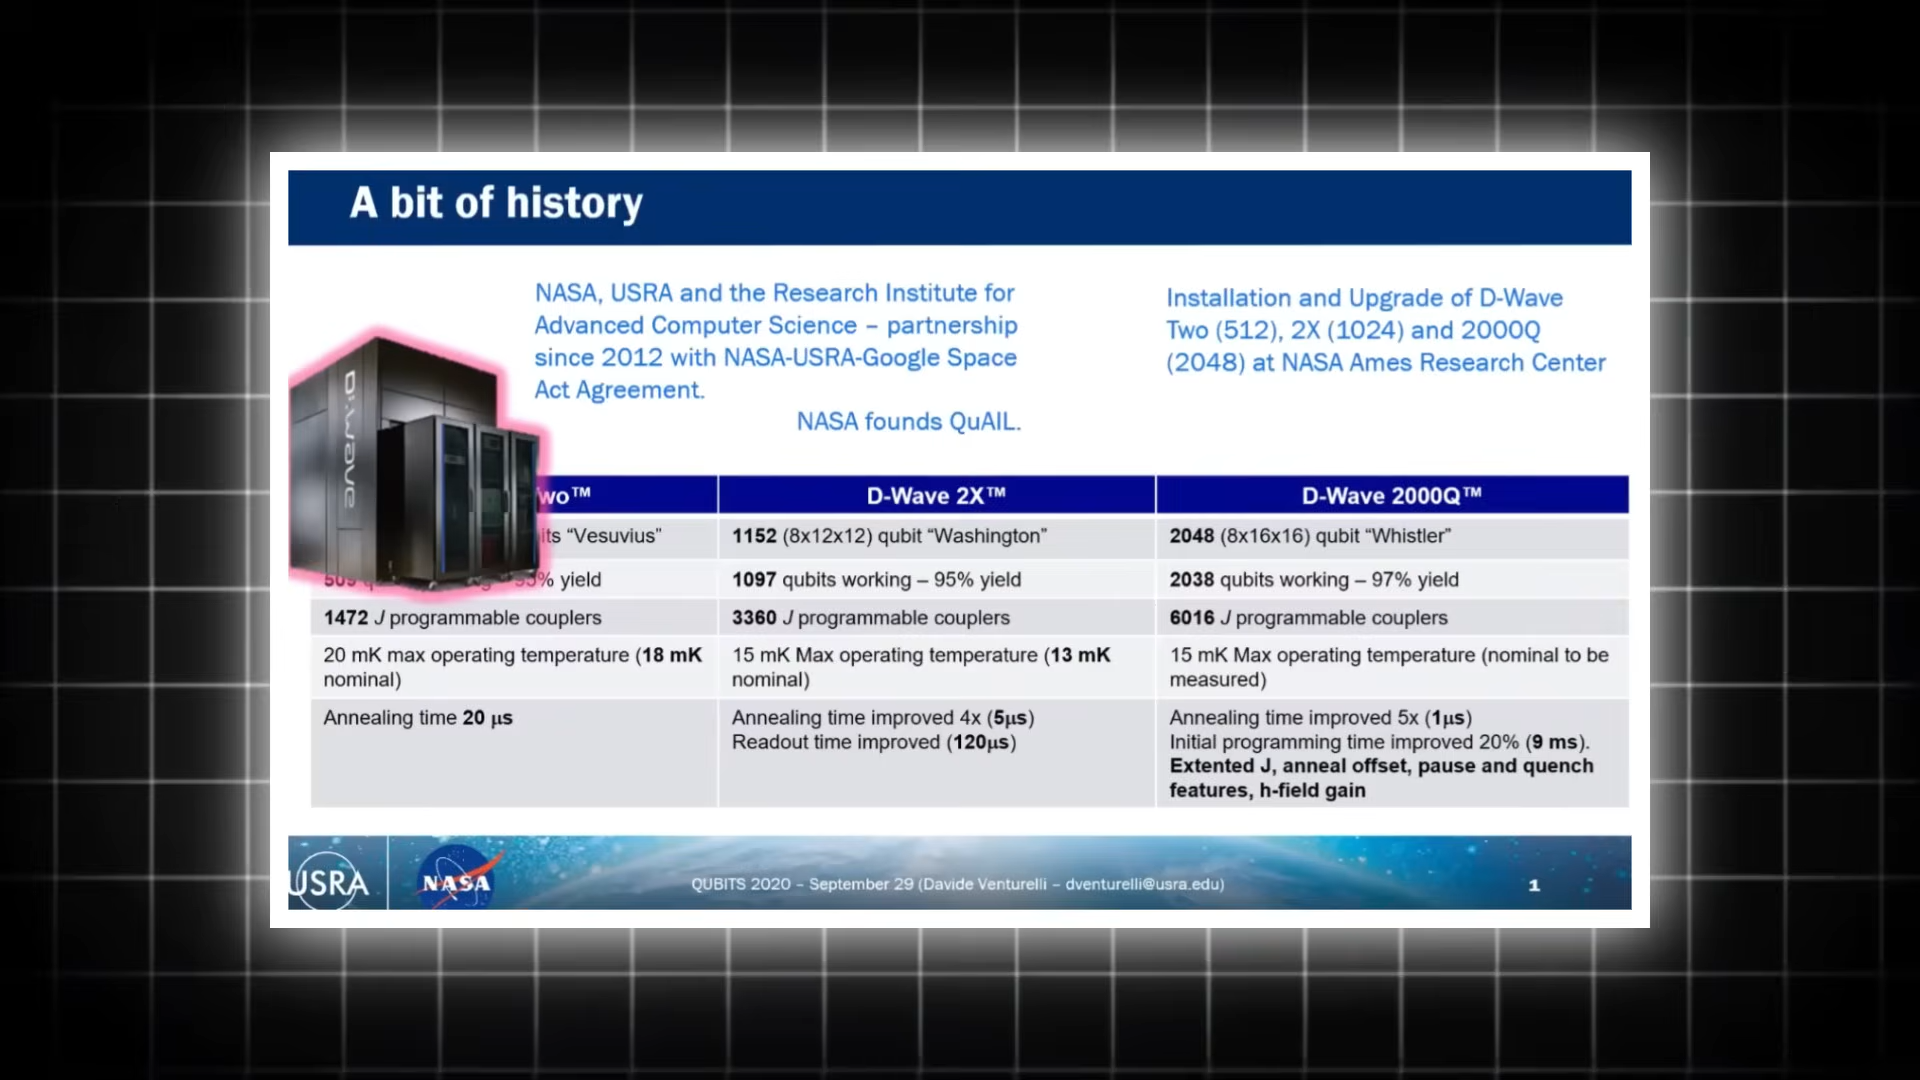 A bit of history
NASA, USRA and the Research Institute for
Advanced Computer Science – partnership
since 2012 with NASA-USRA-Google Space
Act Agreement.
NASA founds QuAIL.
Installation and Upgrade of D-Wave
Two (512), 2X (1024) and 2000Q
(2048) at NASA Ames Research Center
D:Wave
wo™
D-Wave 2X™
D-Wave 2000Q™
its “Vesuvius”
1152 (8x12x12) qubit “Washington”
2048 (8x16x16) qubit “Whistler”
509 95% yield
1097 qubits working – 95% yield
2038 qubits working – 97% yield
1472 J programmable couplers
3360 J programmable couplers
6016 J programmable couplers
20 mK max operating temperature (18 mK
nominal)
15 mK Max operating temperature (13 mK
nominal)
15 mK Max operating temperature (nominal to be
measured)
Annealing time 20 µs
Annealing time improved 4x (5µs)
Readout time improved (120µs)
Annealing time improved 5x (1µs)
Initial programming time improved 20% (9 ms).
Extented J, anneal offset, pause and quench
features, h-field gain
USRA
NASA
QUBITS 2020 – September 29 (Davide Venturelli – dventurelli@usra.edu)
1